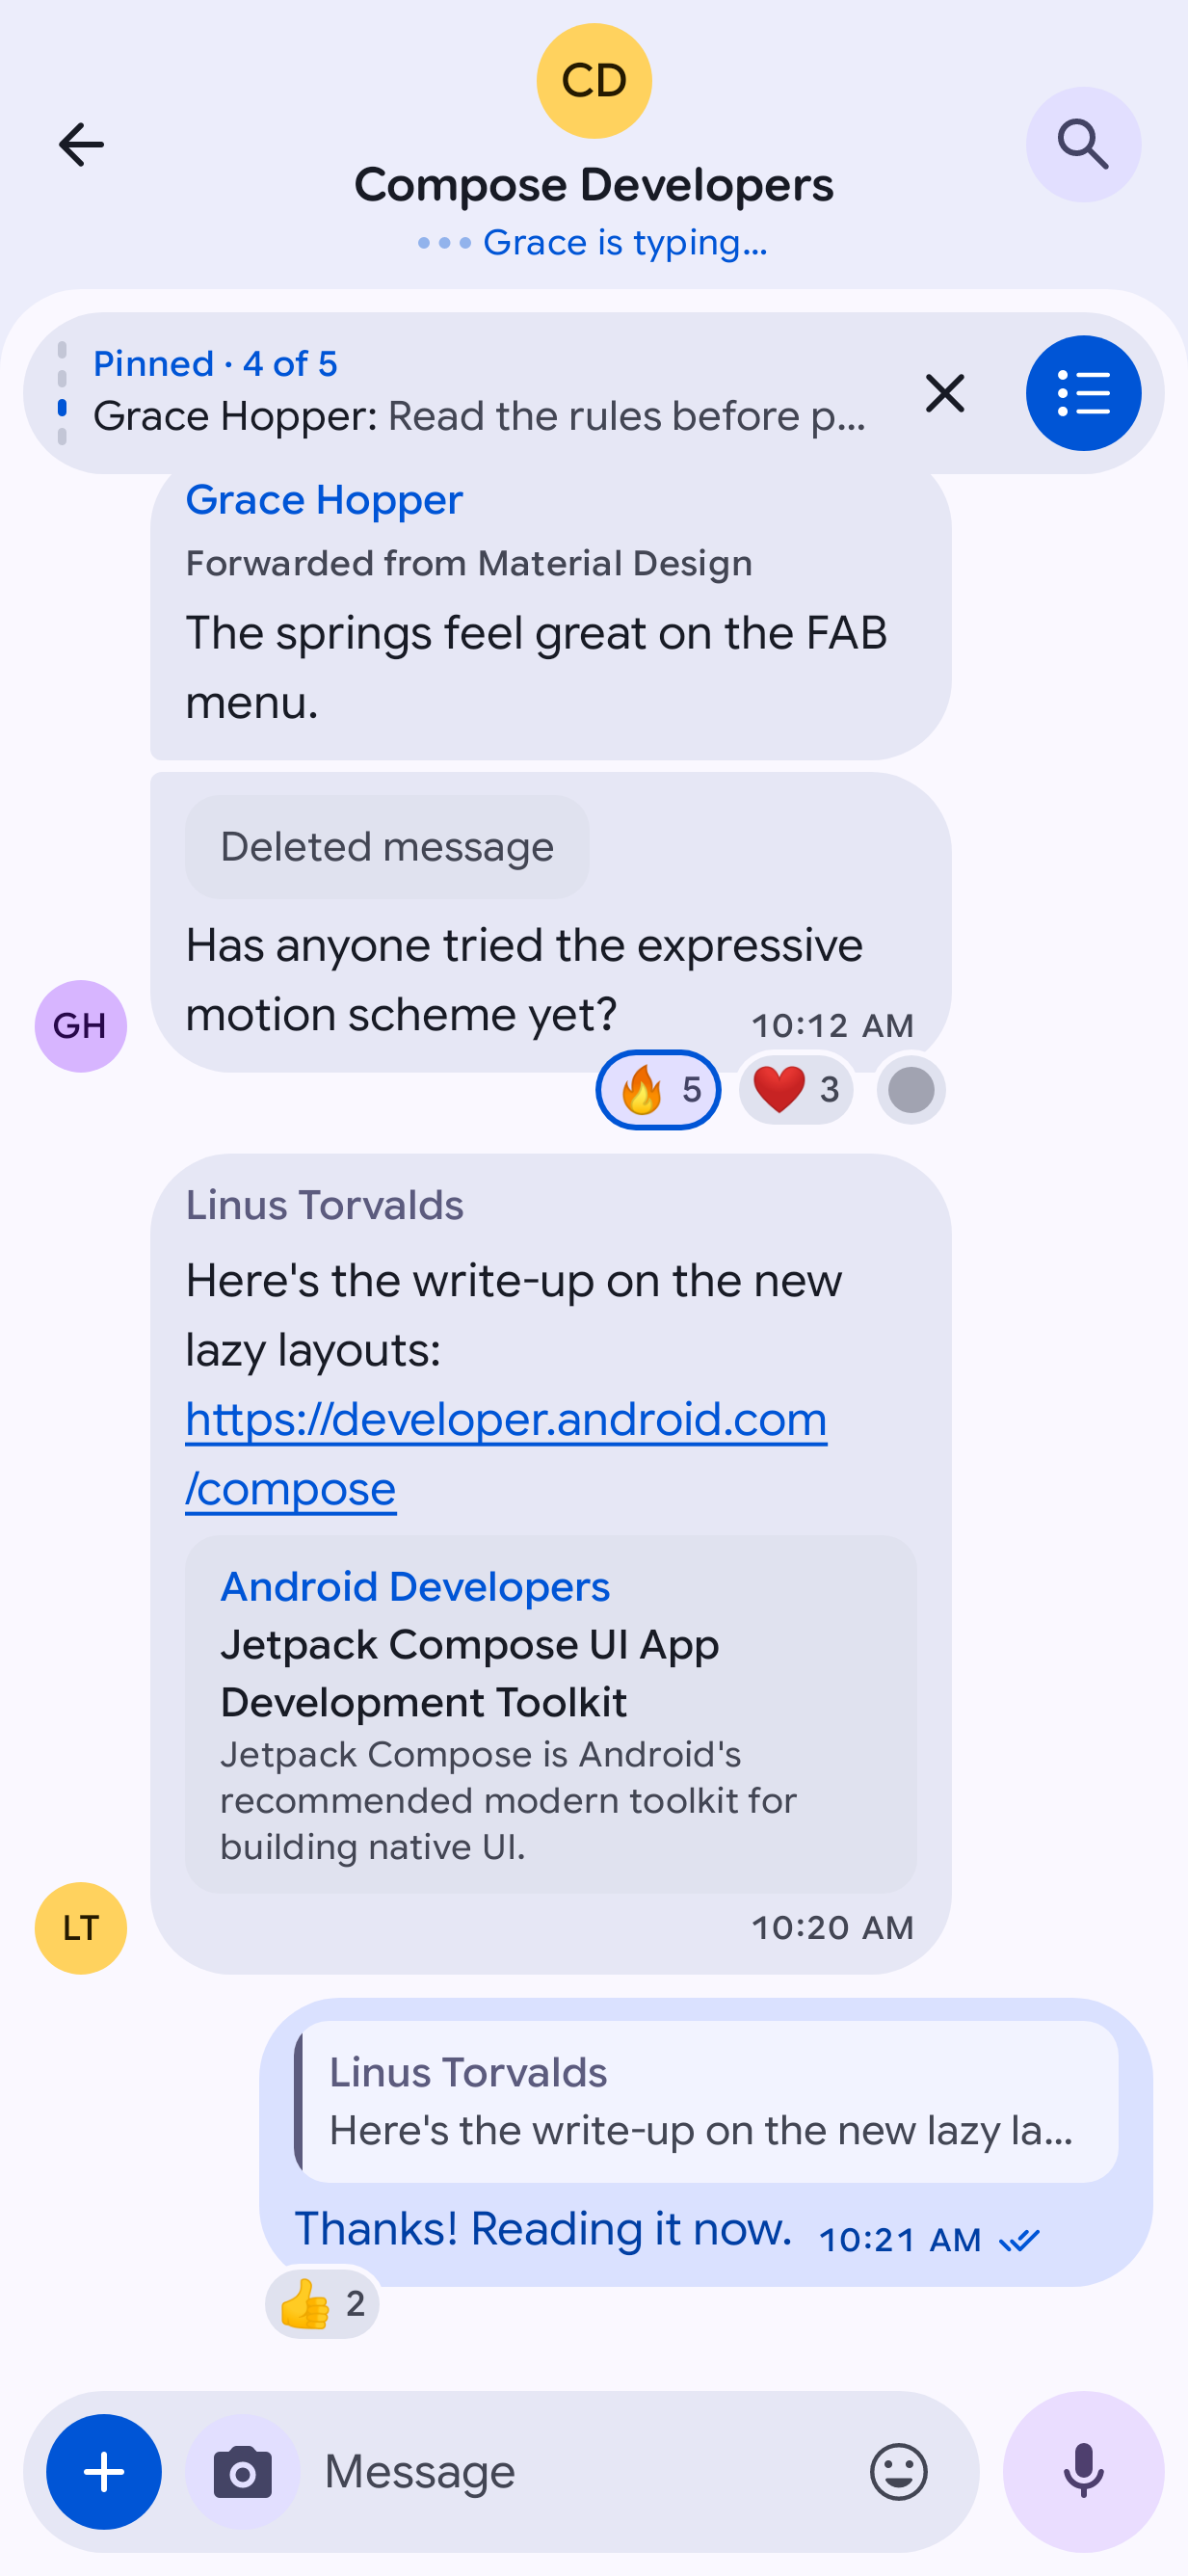 CD
Compose Developers
Grace is typing...
Pinned · 4 of 5
Grace Hopper: Read the rules before p...
Grace Hopper
Forwarded from Material Design
The springs feel great on the FAB
menu.
Deleted message
Has anyone tried the expressive
motion scheme yet?
10:12 AM
GH
🔥 5
❤️ 3
Linus Torvalds
Here's the write-up on the new
lazy layouts:
https://developer.android.com
/compose
Android Developers
Jetpack Compose UI App
Development Toolkit
Jetpack Compose is Android's
recommended modern toolkit for
building native UI.
LT
10:20 AM
Linus Torvalds
Here's the write-up on the new lazy la...
Thanks! Reading it now. 10:21 AM
👍 2
Message